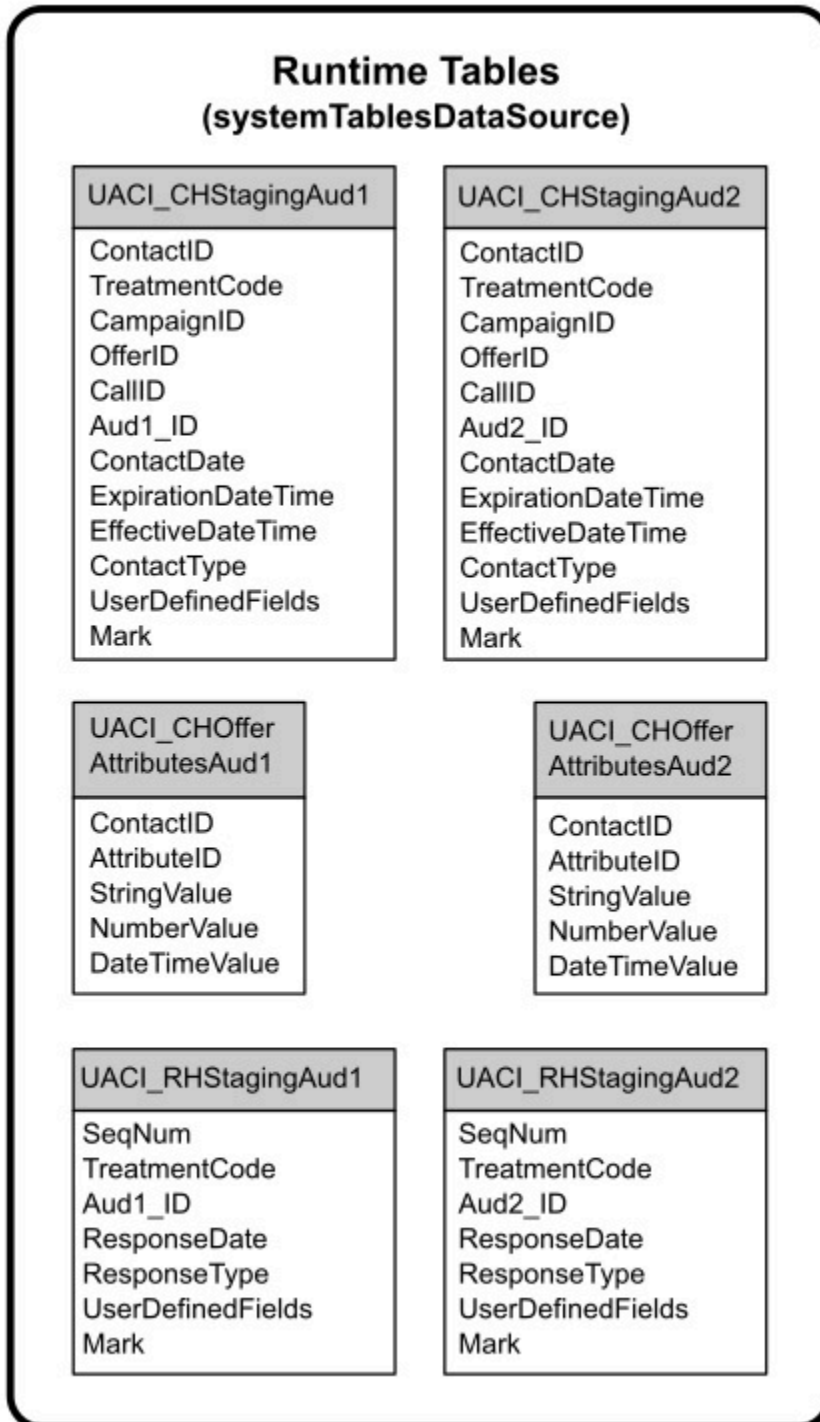 Runtime Tables
(systemTablesDataSource)
UACI_CHStagingAud1
ContactID
TreatmentCode
CampaignID
OfferID
CallID
Aud1_ID
ContactDate
ExpirationDateTime
EffectiveDateTime
ContactType
UserDefinedFields
Mark
UACI_CHStagingAud2
ContactID
TreatmentCode
CampaignID
OfferID
CallID
Aud2_ID
ContactDate
ExpirationDateTime
EffectiveDateTime
ContactType
UserDefinedFields
Mark
UACI_CHOffer
AttributesAud1
ContactID
AttributeID
StringValue
NumberValue
DateTimeValue
UACI_CHOffer
AttributesAud2
ContactID
AttributeID
StringValue
NumberValue
DateTimeValue
UACI_RHStagingAud1
SeqNum
TreatmentCode
Aud1_ID
ResponseDate
ResponseType
UserDefinedFields
Mark
UACI_RHStagingAud2
SeqNum
TreatmentCode
Aud2_ID
ResponseDate
ResponseType
UserDefinedFields
Mark